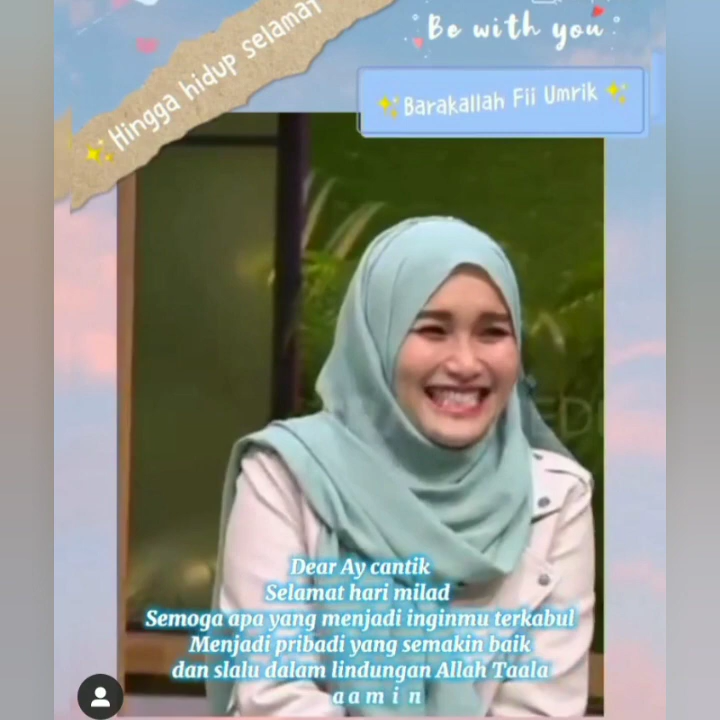 Hingga hidup selamat
Be with you
Barakallah Fii Umrik
Dear Ay cantik
Selamat hari milad
Semoga apa yang menjadi inginmu terkabul
Menjadi pribadi yang semakin baik
dan slalu dalam lindungan Allah Taala
a a m i n